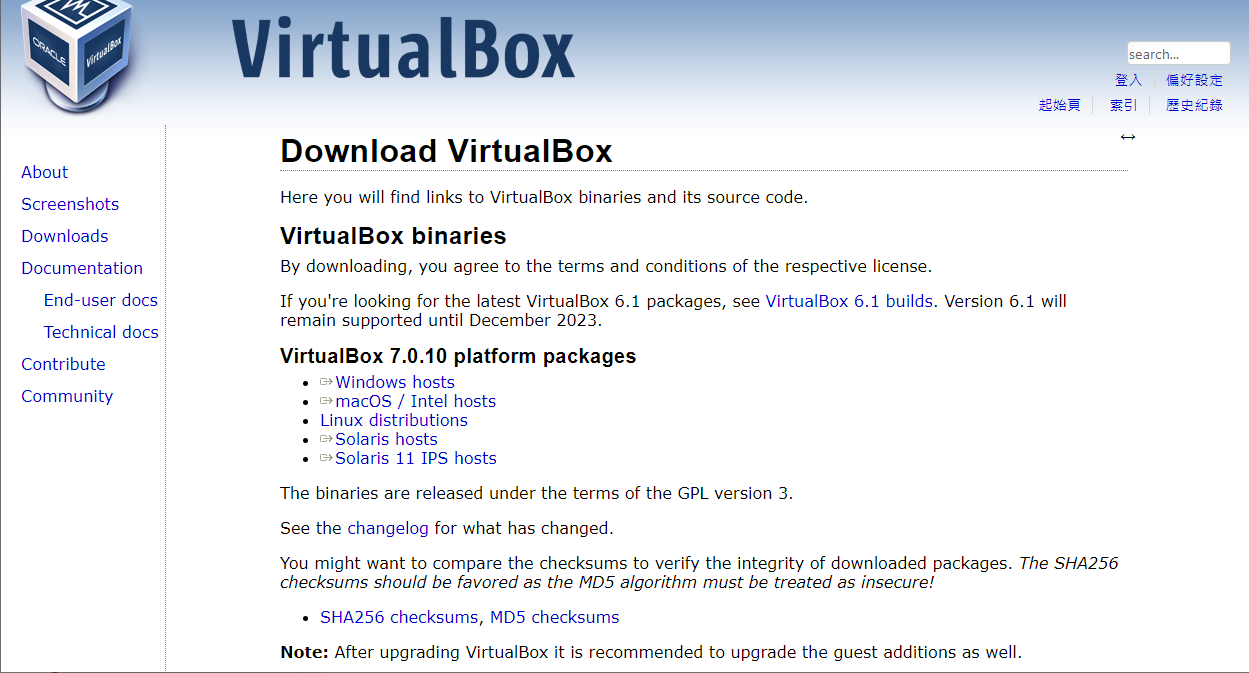 ORACLE
VirtualBox
VirtualBox
search...
登入 偏好設定
起始頁 索引 歷史紀錄
About
Screenshots
Downloads
Documentation
End-user docs
Technical docs
Contribute
Community
Download VirtualBox
Here you will find links to VirtualBox binaries and its source code.
VirtualBox binaries
By downloading, you agree to the terms and conditions of the respective license.
If you're looking for the latest VirtualBox 6.1 packages, see VirtualBox 6.1 builds. Version 6.1 will
remain supported until December 2023.
VirtualBox 7.0.10 platform packages
Windows hosts
macOS / Intel hosts
Linux distributions
Solaris hosts
Solaris 11 IPS hosts
The binaries are released under the terms of the GPL version 3.
See the changelog for what has changed.
You might want to compare the checksums to verify the integrity of downloaded packages. The SHA256
checksums should be favored as the MD5 algorithm must be treated as insecure!
SHA256 checksums, MD5 checksums
Note: After upgrading VirtualBox it is recommended to upgrade the guest additions as well.